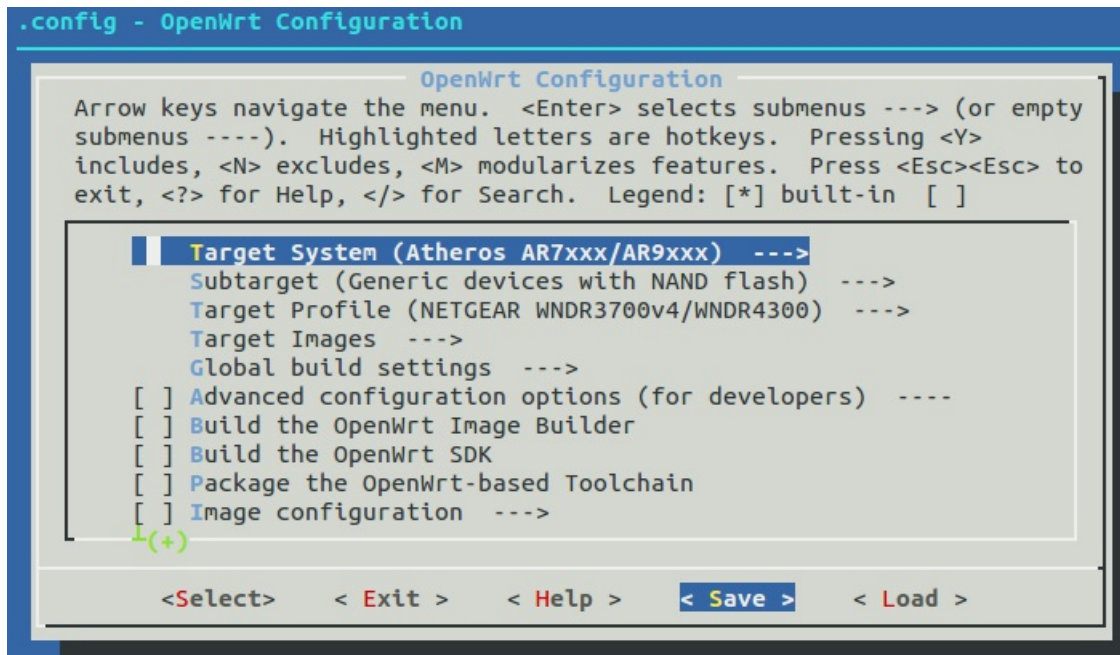 .config - OpenWrt Configuration
OpenWrt Configuration
Arrow keys navigate the menu.  <Enter> selects submenus ---> (or empty
submenus ----).  Highlighted letters are hotkeys.  Pressing <Y>
includes, <N> excludes, <M> modularizes features.  Press <Esc><Esc> to
exit, <?> for Help, </> for Search.  Legend: [*] built-in  [ ]
Target System (Atheros AR7xxx/AR9xxx)  --->
Subtarget (Generic devices with NAND flash)  --->
Target Profile (NETGEAR WNDR3700v4/WNDR4300)  --->
Target Images  --->
Global build settings  --->
[ ] Advanced configuration options (for developers)  ----
[ ] Build the OpenWrt Image Builder
[ ] Build the OpenWrt SDK
[ ] Package the OpenWrt-based Toolchain
[ ] Image configuration  --->
(+)
<Select>    < Exit >    < Help >    < Save >    < Load >